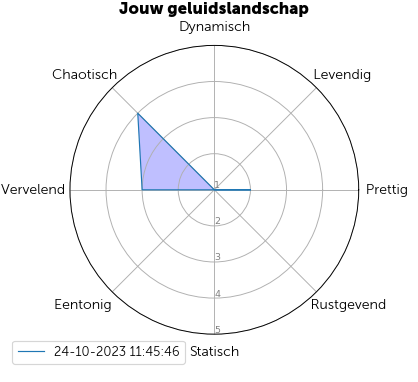 Jouw geluidslandschap
Dynamisch
Chaotisch
Levendig
Vervelend
1
Prettig
2
3
4
Eentonig
Rustgevend
5
24-10-2023 11:45:46
Statisch